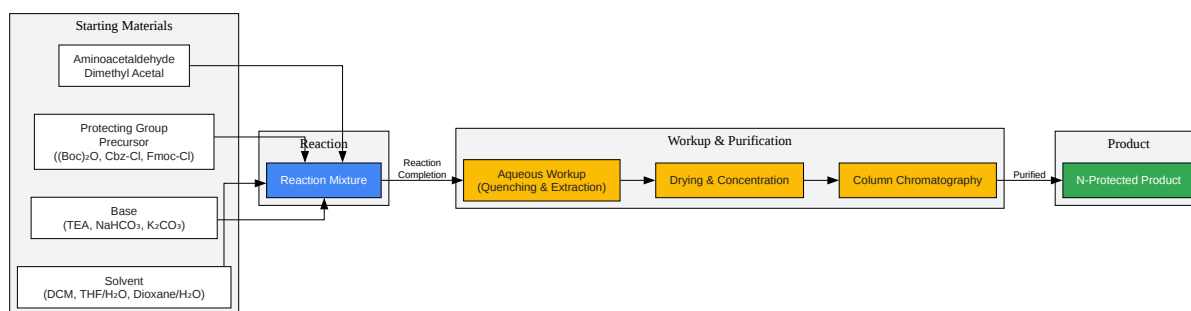 Starting Materials
Aminoacetaldehyde
Dimethyl Acetal
Protecting Group
Precursor
((Boc)₂O, Cbz-Cl, Fmoc-Cl)
Base
(TEA, NaHCO₃, K₂CO₃)
Solvent
(DCM, THF/H₂O, Dioxane/H₂O)
Reaction
Reaction Mixture
Reaction
Completion
Workup & Purification
Aqueous Workup
(Quenching & Extraction)
Drying & Concentration
Column Chromatography
Purified
Product
N-Protected Product